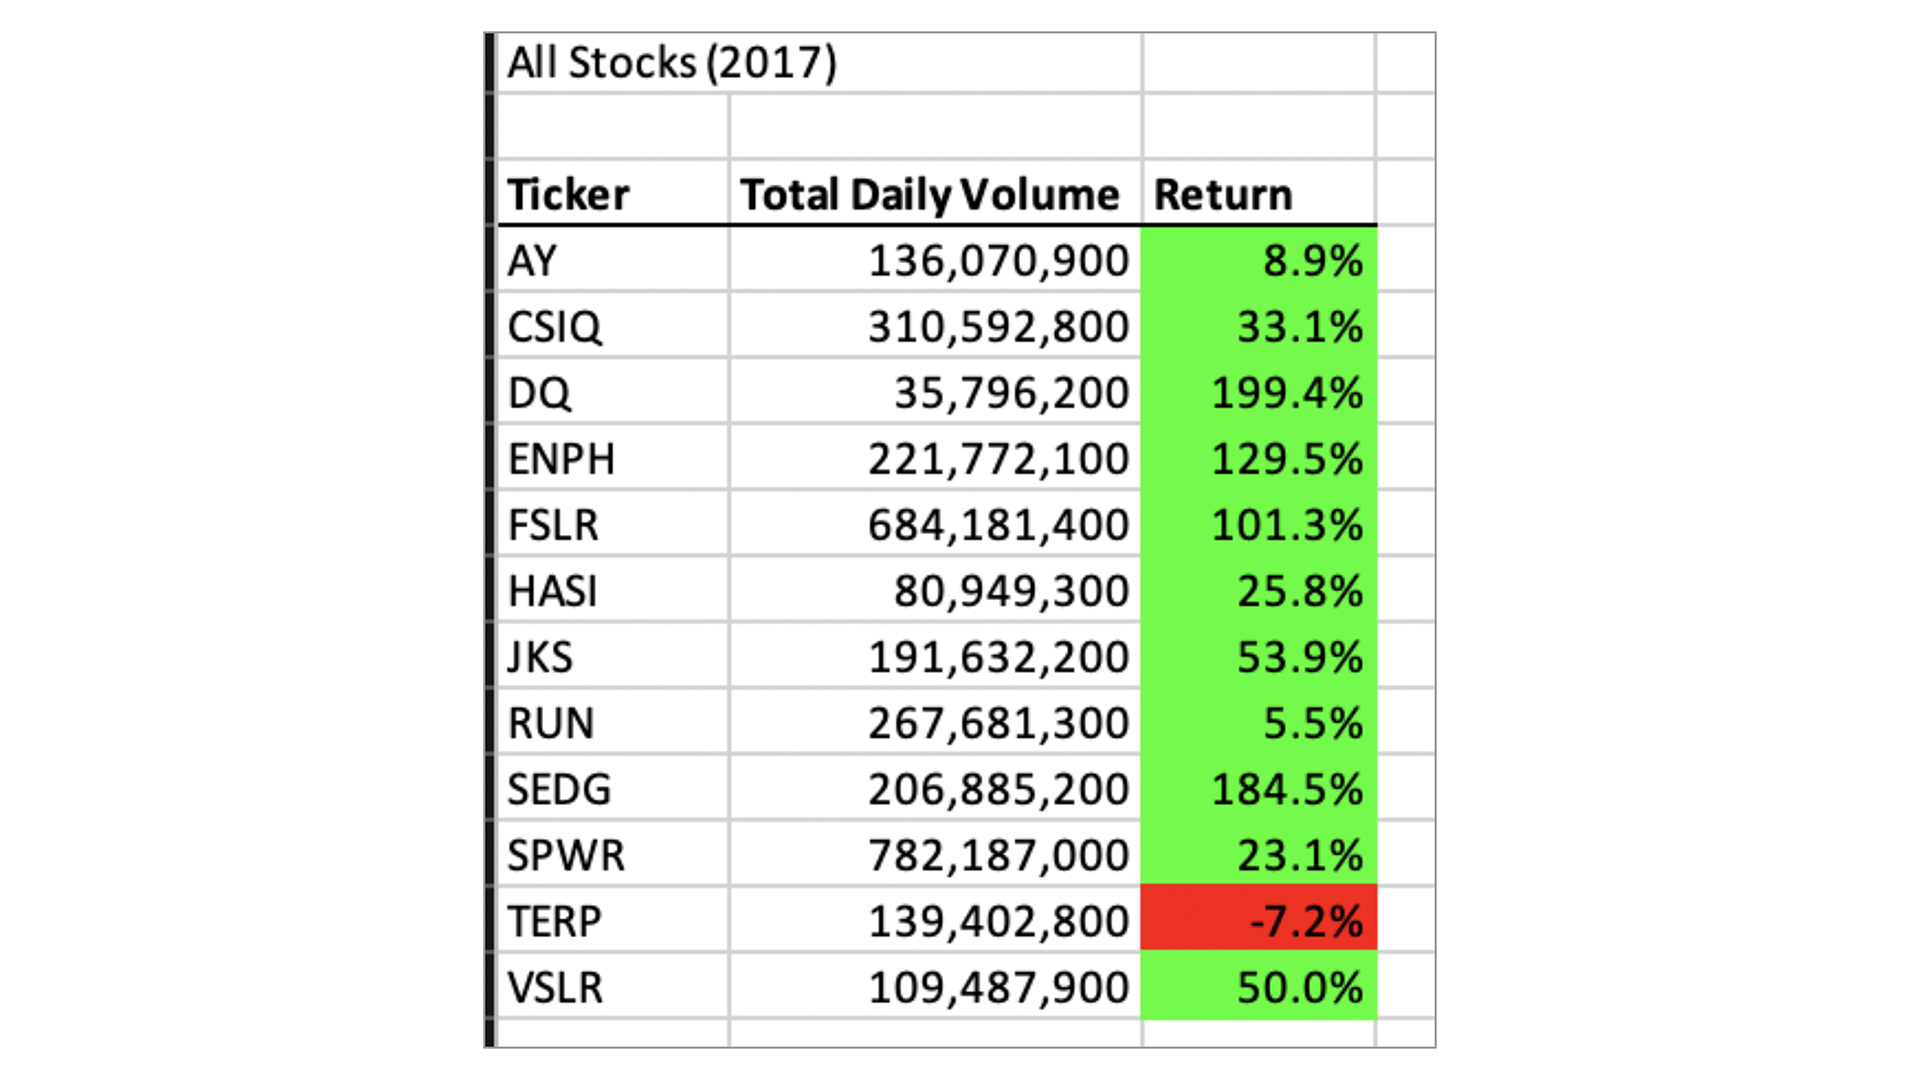 All Stocks (2017)
Ticker Total Daily Volume Return
AY 136,070,900 8.9%
CSIQ 310,592,800 33.1%
DQ 35,796,200 199.4%
ENPH 221,772,100 129.5%
FSLR 684,181,400 101.3%
HASI 80,949,300 25.8%
JKS 191,632,200 53.9%
RUN 267,681,300 5.5%
SEDG 206,885,200 184.5%
SPWR 782,187,000 23.1%
TERP 139,402,800 -7.2%
VSLR 109,487,900 50.0%